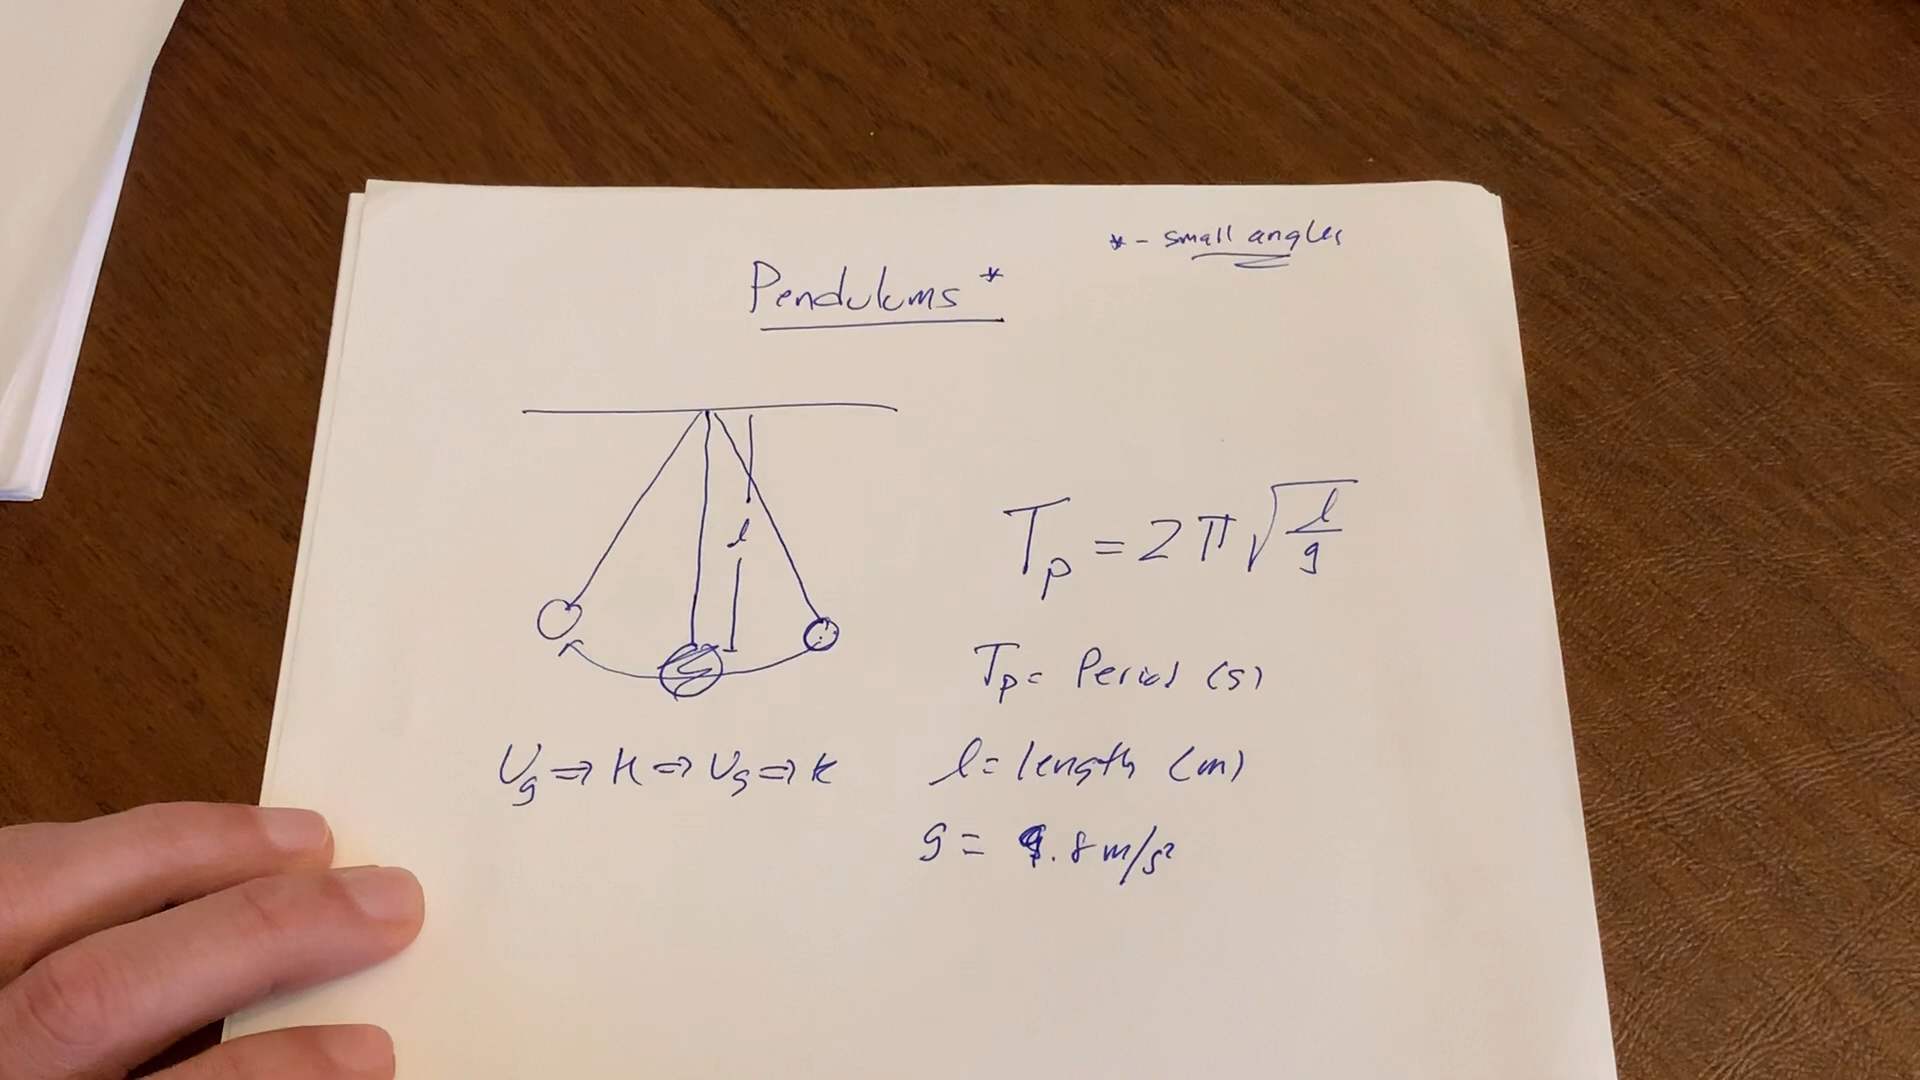 * - small angles
Pendulums *
l
T_p = 2π√(l/g)
T_p = Period (s)
U_g ⇒ K ⇒ U_g ⇒ K
l = length (m)
g = 9.8 m/s²